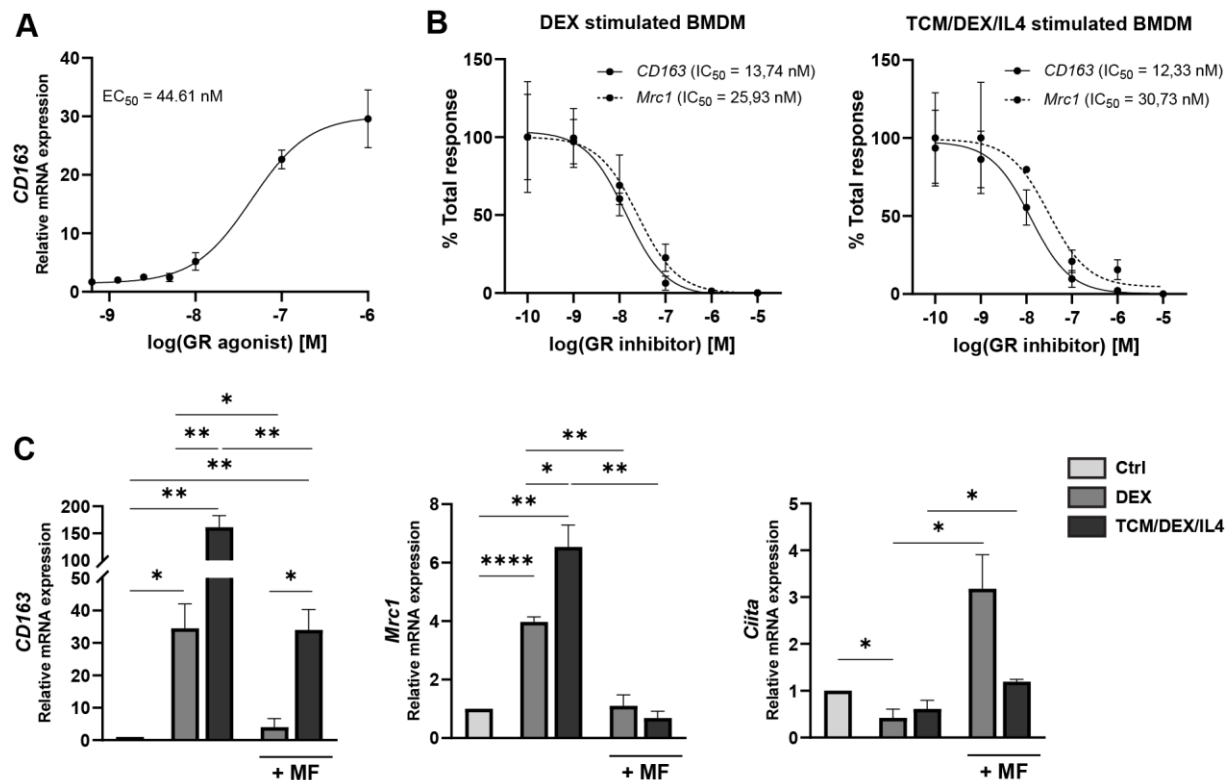 A
40
30
20
10
0
CD163
Relative mRNA expression
EC50 = 44.61 nM
-9
-8
-7
-6
log(GR agonist) [M]
B
DEX stimulated BMDM
150
100
50
0
% Total response
CD163 (IC50 = 13,74 nM)
Mrc1 (IC50 = 25,93 nM)
-10
-9
-8
-7
-6
-5
log(GR inhibitor) [M]
TCM/DEX/IL4 stimulated BMDM
150
100
50
0
% Total response
CD163 (IC50 = 12,33 nM)
Mrc1 (IC50 = 30,73 nM)
-10
-9
-8
-7
-6
-5
log(GR inhibitor) [M]
C
*
**
**
**
**
*
*
200
150
100
50
40
30
20
10
0
CD163
Relative mRNA expression
+ MF
**
*
**
**
****
8
6
4
2
0
Mrc1
Relative mRNA expression
+ MF
*
*
*
5
4
3
2
1
0
Ciita
Relative mRNA expression
+ MF
Ctrl
DEX
TCM/DEX/IL4